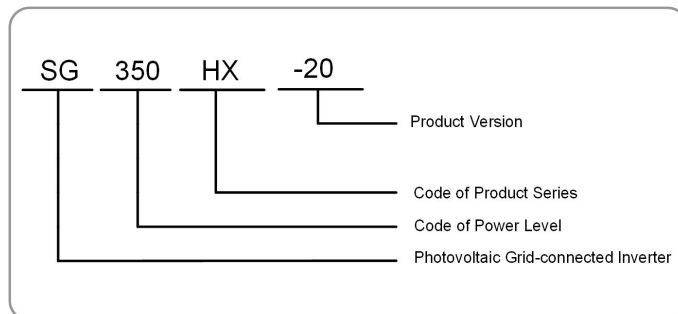 SG 350 HX -20
Product Version
Code of Product Series
Code of Power Level
Photovoltaic Grid-connected Inverter